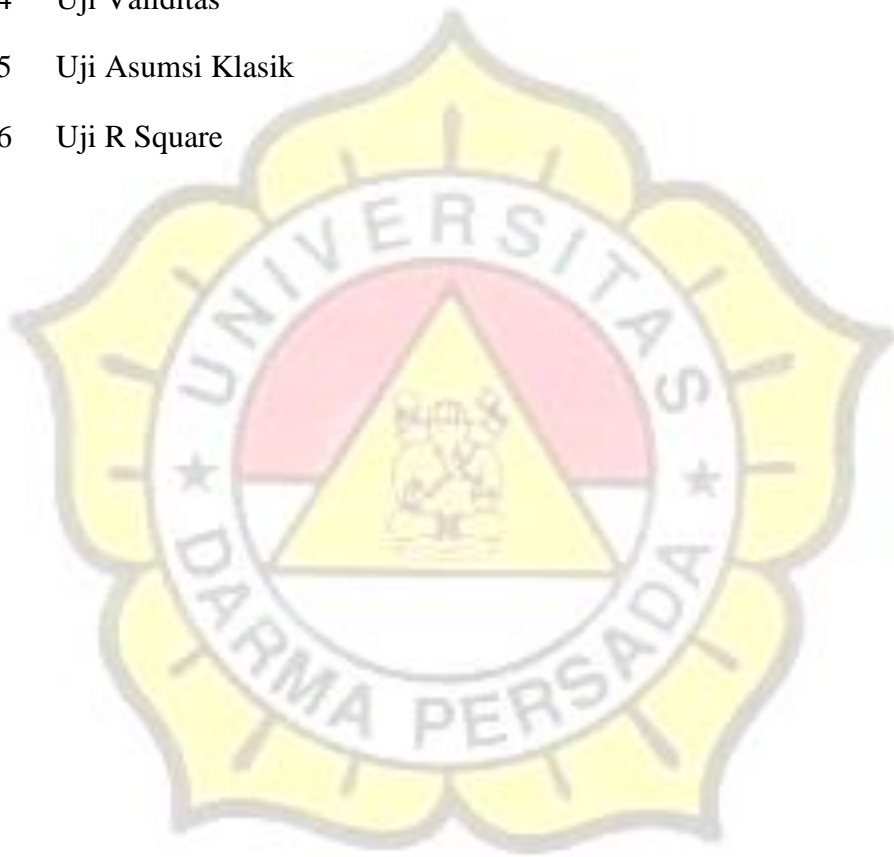 4 Uji Validitas
5 Uji Asumsi Klasik
6 Uji R Square
UNIVERSITAS
DARMA PERSADA